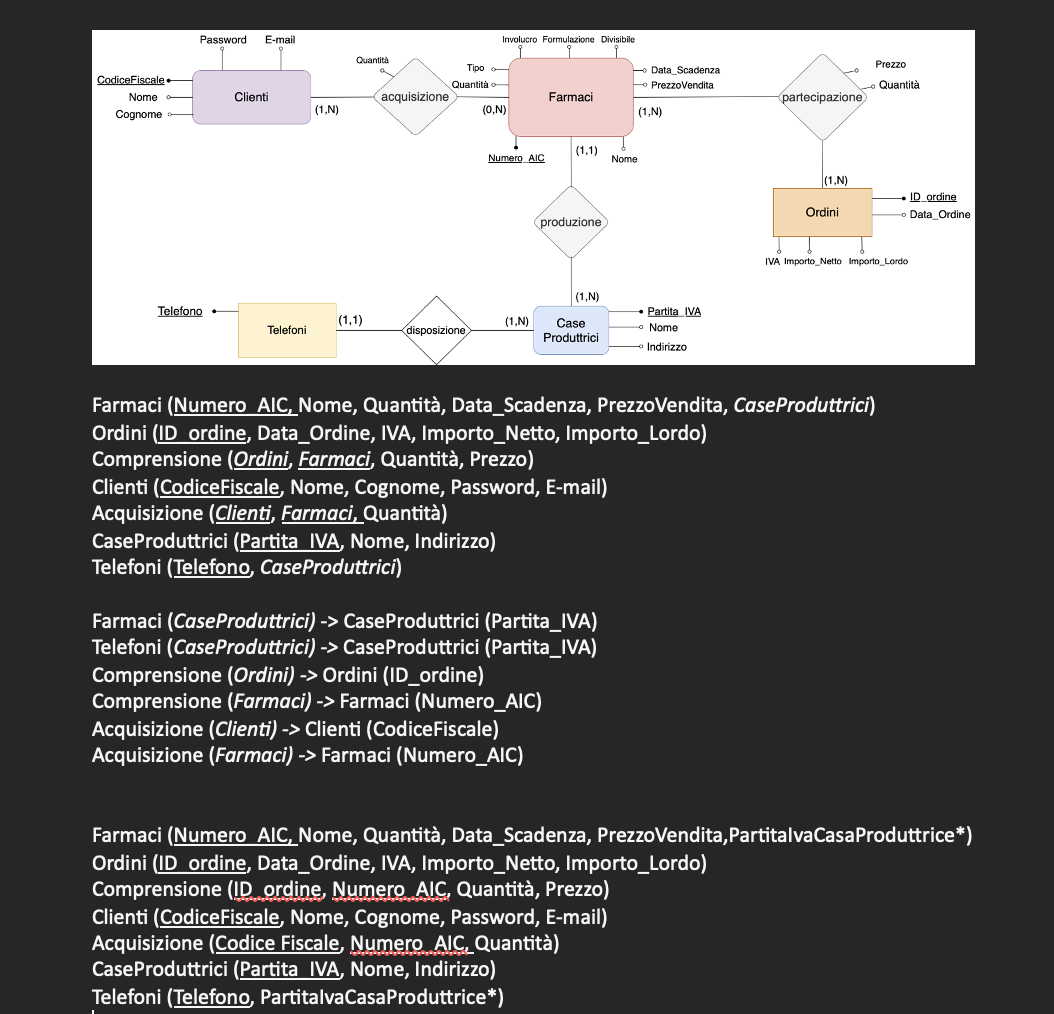 Password E-mail
Involucro Formulazione Divisibile
Quantità
Prezzo
Tipo
Data_Scadenza
CodiceFiscale
Quantità
PrezzoVendita
Quantità
Nome
Clienti
acquisizione
Farmaci
partecipazione
Cognome
(1,N)
(0,N)
(1,N)
Numero_AIC
(1,1)
Nome
(1,N)
ID_ordine
Ordini
Data_Ordine
produzione
IVA Importo_Netto Importo_Lordo
(1,N)
Telefono
Partita_IVA
(1,1)
(1,N)
Case
Nome
Telefoni
disposizione
Produttrici
Indirizzo
Farmaci (Numero_AIC, Nome, Quantità, Data_Scadenza, PrezzoVendita, CaseProduttrici)
Ordini (ID_ordine, Data_Ordine, IVA, Importo_Netto, Importo_Lordo)
Comprensione (Ordini, Farmaci, Quantità, Prezzo)
Clienti (CodiceFiscale, Nome, Cognome, Password, E-mail)
Acquisizione (Clienti, Farmaci, Quantità)
CaseProduttrici (Partita_IVA, Nome, Indirizzo)
Telefoni (Telefono, CaseProduttrici)
Farmaci (CaseProduttrici) -> CaseProduttrici (Partita_IVA)
Telefoni (CaseProduttrici) -> CaseProduttrici (Partita_IVA)
Comprensione (Ordini) -> Ordini (ID_ordine)
Comprensione (Farmaci) -> Farmaci (Numero_AIC)
Acquisizione (Clienti) -> Clienti (CodiceFiscale)
Acquisizione (Farmaci) -> Farmaci (Numero_AIC)
Farmaci (Numero_AIC, Nome, Quantità, Data_Scadenza, PrezzoVendita,PartitaIvaCasaProduttrice*)
Ordini (ID_ordine, Data_Ordine, IVA, Importo_Netto, Importo_Lordo)
Comprensione (ID_ordine, Numero_AIC, Quantità, Prezzo)
Clienti (CodiceFiscale, Nome, Cognome, Password, E-mail)
Acquisizione (Codice Fiscale, Numero_AIC, Quantità)
CaseProduttrici (Partita_IVA, Nome, Indirizzo)
Telefoni (Telefono, PartitaIvaCasaProduttrice*)